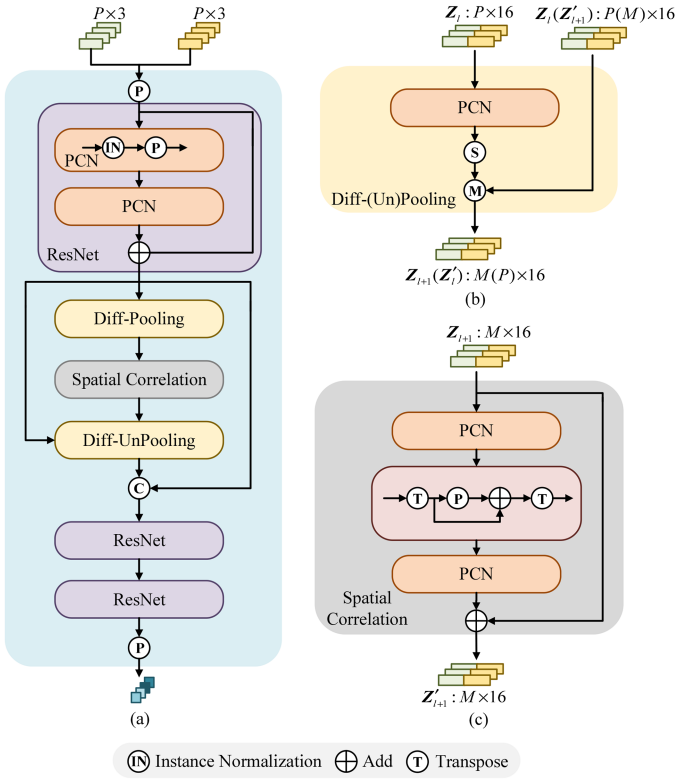 P×3
P×3
P
IN
P
PCN
PCN
ResNet
Diff-Pooling
Spatial Correlation
Diff-UnPooling
C
ResNet
ResNet
P
(a)
Z_l : P×16
Z_l(Z′_{l+1}) : P(M)×16
PCN
S
M
Diff-(Un)Pooling
Z_{l+1}(Z′_l) : M(P)×16
(b)
Z_{l+1} : M×16
PCN
T
P
T
PCN
Spatial
Correlation
Z′_{l+1} : M×16
(c)
IN Instance Normalization
Add
T Transpose